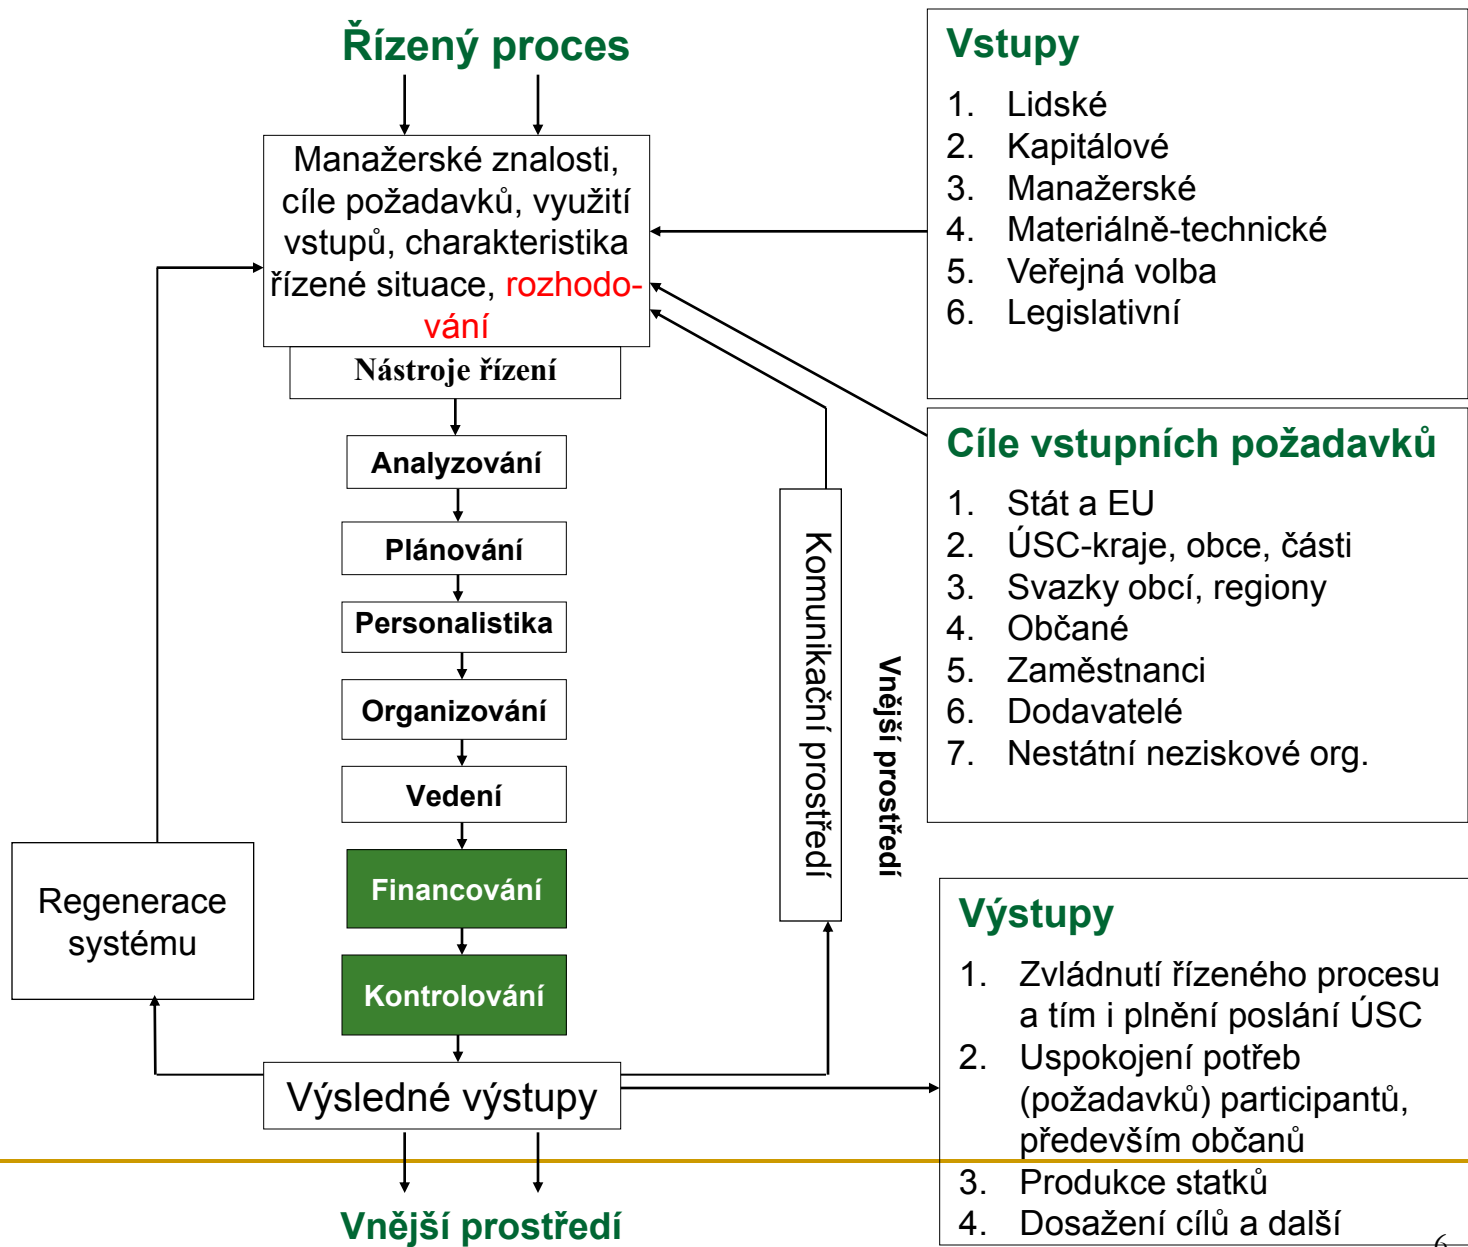 Řízený proces
Manažerské znalosti,
cíle požadavků, využití
vstupů, charakteristika
řízené situace, rozhodo-
vání
Nástroje řízení
Analyzování
Plánování
Personalistika
Organizování
Vedení
Financování
Kontrolování
Výsledné výstupy
Vnější prostředí
Regenerace
systému
Komunikační prostředí
Vnější prostředí
Vstupy
1. Lidské
2. Kapitálové
3. Manažerské
4. Materiálně-technické
5. Veřejná volba
6. Legislativní
Cíle vstupních požadavků
1. Stát a EU
2. ÚSC-kraje, obce, části
3. Svazky obcí, regiony
4. Občané
5. Zaměstnanci
6. Dodavatelé
7. Nestátní neziskové org.
Výstupy
1. Zvládnutí řízeného procesu
a tím i plnění poslání ÚSC
2. Uspokojení potřeb
(požadavků) participantů,
především občanů
3. Produkce statků
4. Dosažení cílů a další
6